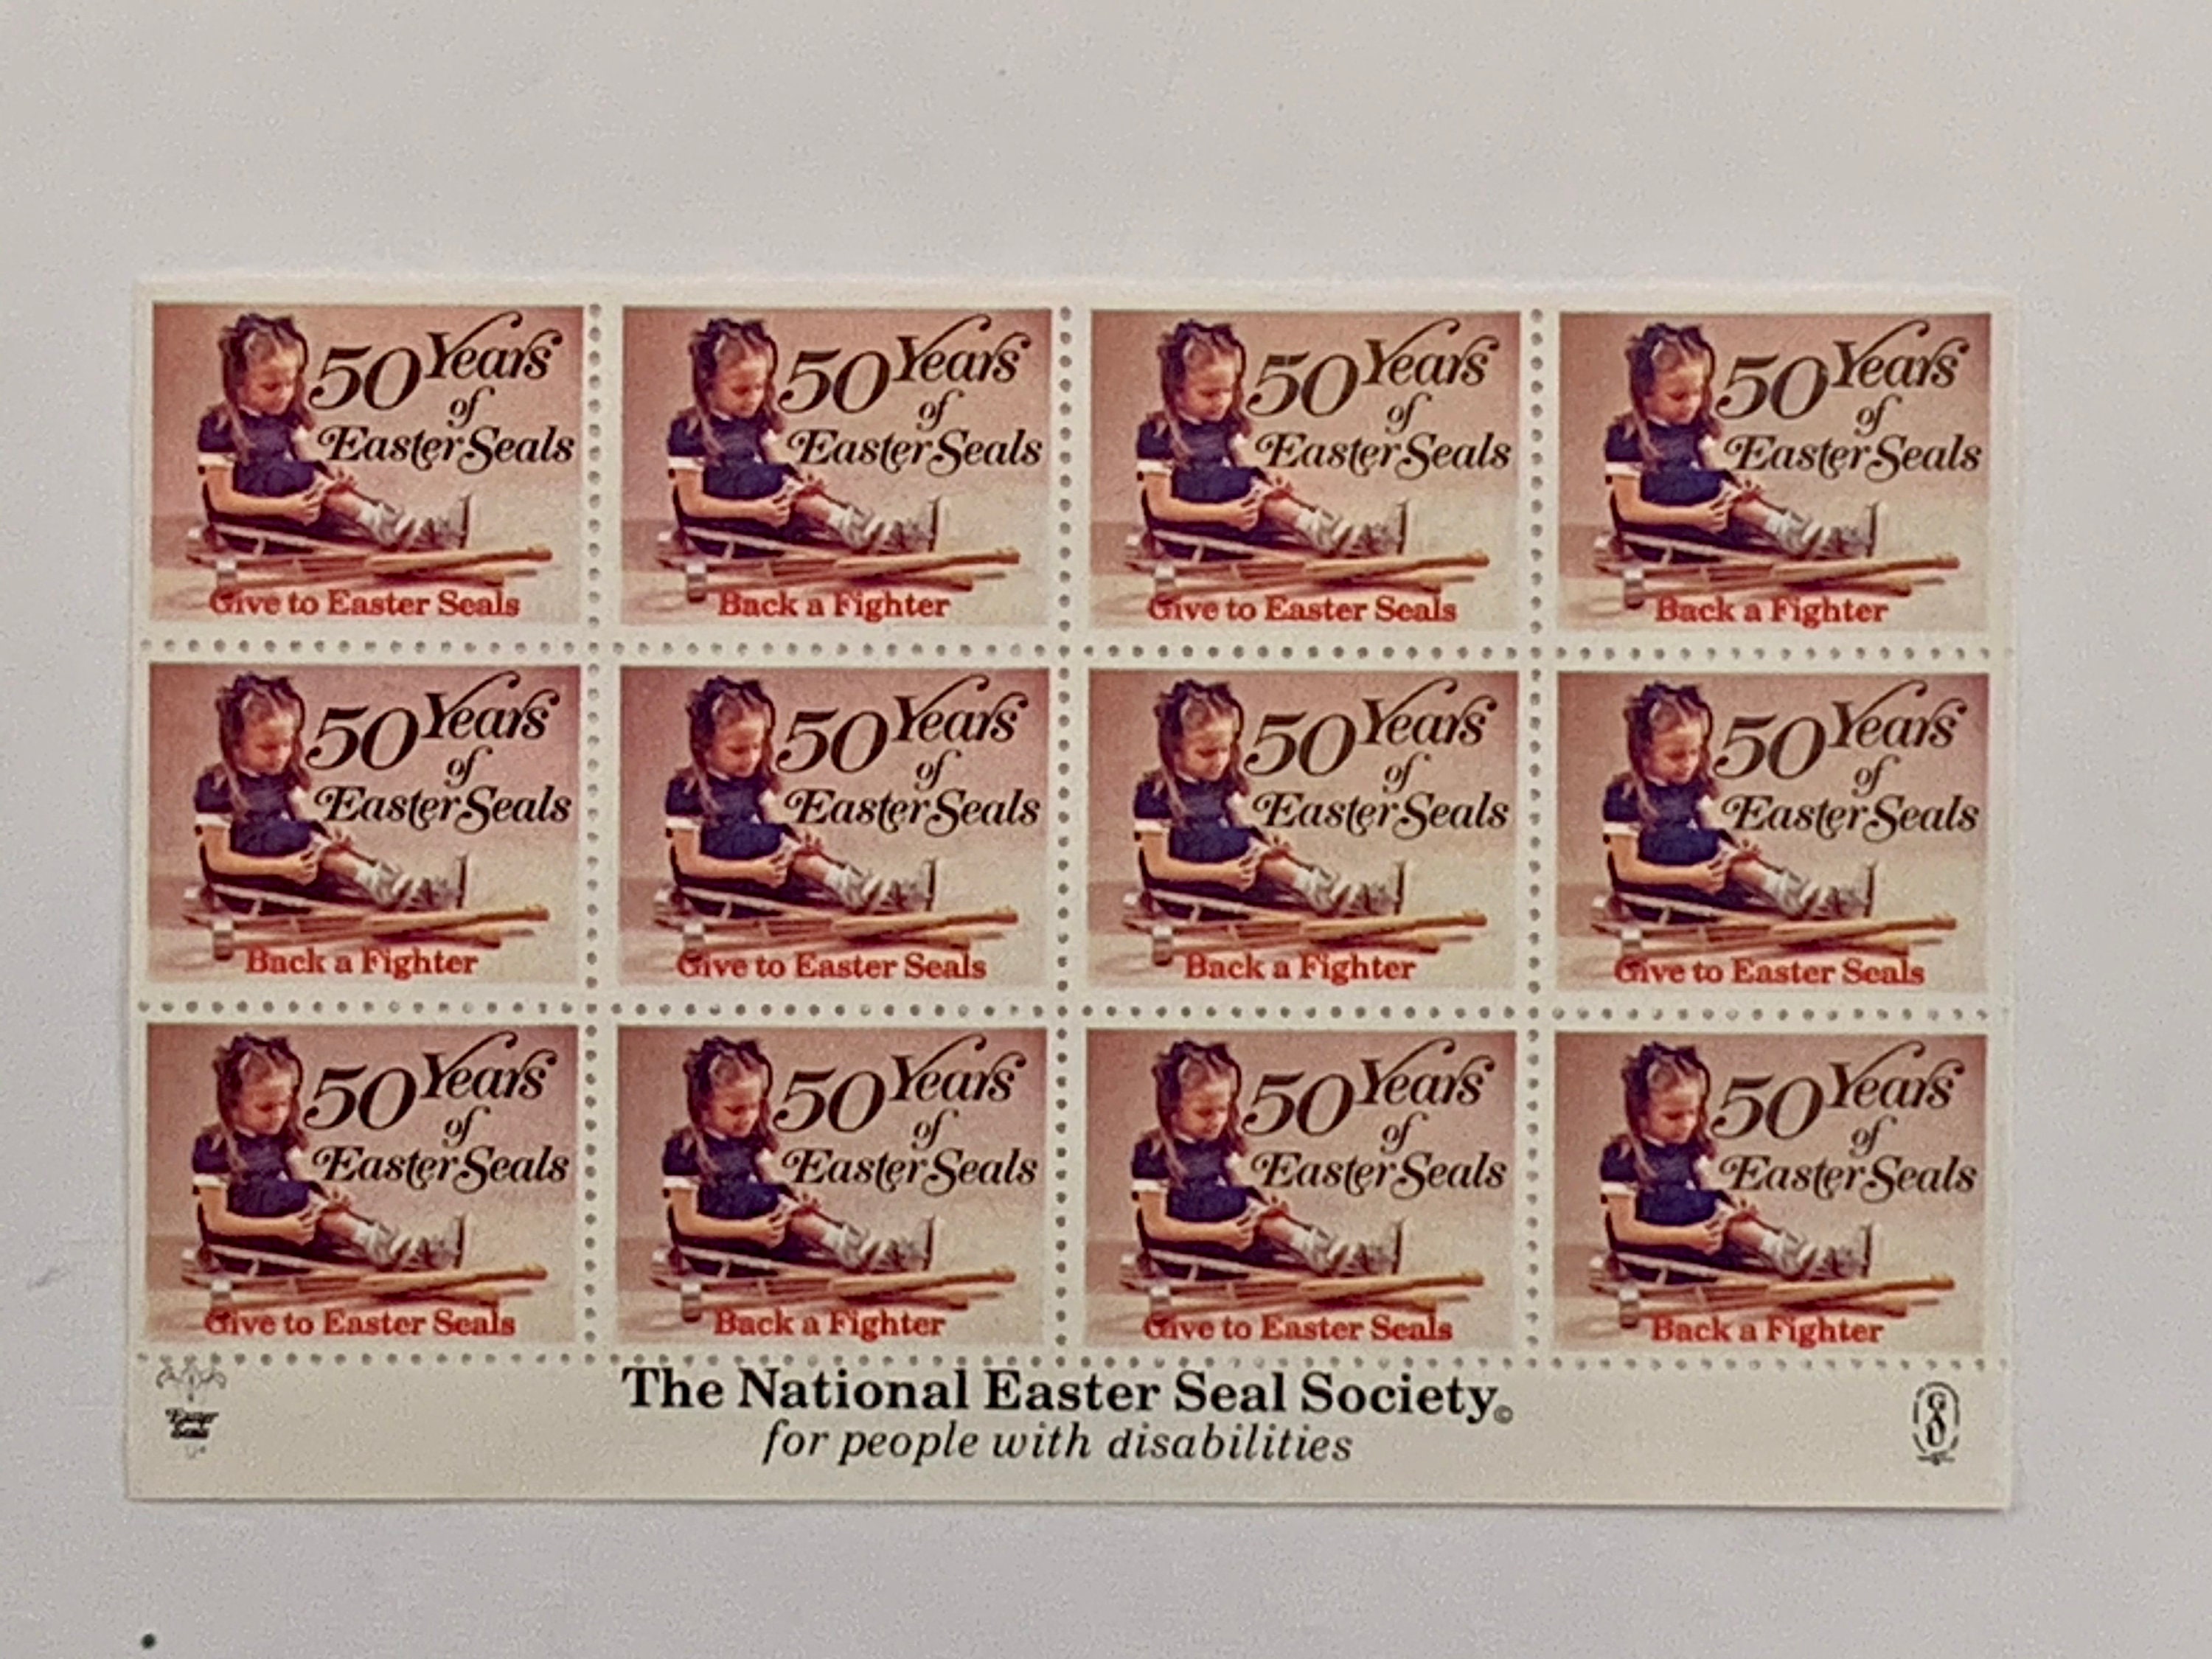 50 Years
of
Easter Seals
Give to Easter Seals
50 Years
of
Easter Seals
Back a Fighter
50 Years
of
Easter Seals
Give to Easter Seals
50 Years
of
Easter Seals
Back a Fighter
50 Years
of
Easter Seals
Back a Fighter
50 Years
of
Easter Seals
Give to Easter Seals
50 Years
of
Easter Seals
Back a Fighter
50 Years
of
Easter Seals
Give to Easter Seals
50 Years
of
Easter Seals
Give to Easter Seals
50 Years
of
Easter Seals
Back a Fighter
50 Years
of
Easter Seals
Give to Easter Seals
50 Years
of
Easter Seals
Back a Fighter
Easter
Seals
The National Easter Seal Society©
for people with disabilities